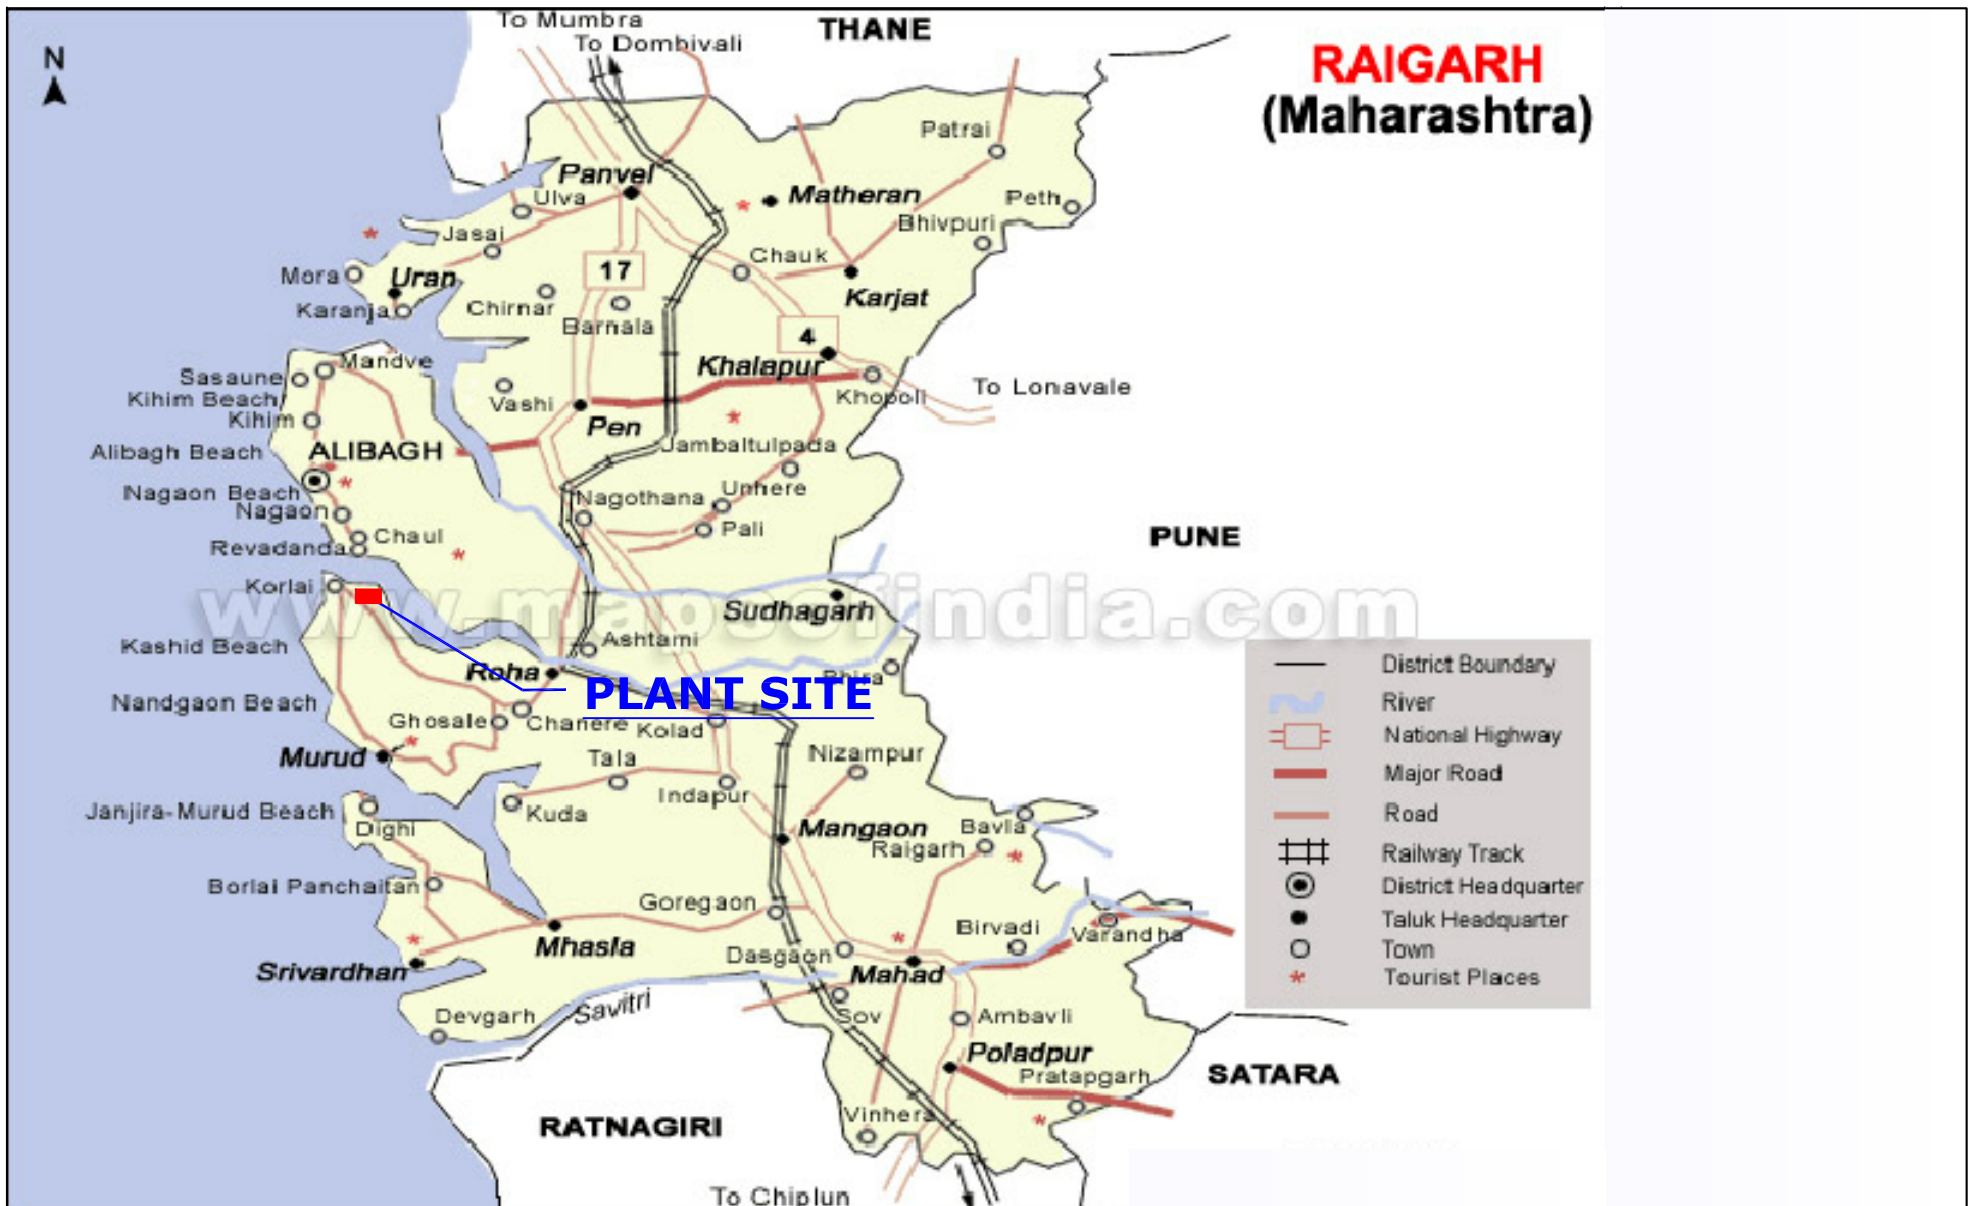 To Mumbra
To Dombivali
THANE
RAIGARH
(Maharashtra)
N
Patrai
Panvel
Ulva
Matheran
Peth
Bhivpuri
Jasai
Chauk
Mora
Uran
17
Karjat
Karanja
Chirnar
Barnala
4
Mandve
Khalapur
Sasaune
Kihim Beach
Vashi
Khopoli
To Lonavale
Kihim
Pen
Jambaltulpada
Alibagh Beach
ALIBAGH
Nagaon Beach
Nagothana
Unhere
Nagaon
Pali
Chaul
Revadanda
PUNE
Korlai
www.mapsofindia.com
Sudhagarh
Kashid Beach
Ashtami
Roha
Bhira
PLANT SITE
Nandgaon Beach
Ghosale
Chanere
Kolad
Murud
Tala
Nizampur
Indapur
Janjira-Murud Beach
Dighi
Kuda
Mangaon
Bavlia
Raigarh
Borlai Panchaitan
Goregaon
Birvadi
Varandha
Mhasla
Dasgaon
Mahad
Srivardhan
Savitri
Devgarh
Sov
Ambavli
Poladpur
Pratapgarh
SATARA
Vinhera
RATNAGIRI
To Chiplun
District Boundary
River
National Highway
Major Road
Road
Railway Track
District Headquarter
Taluk Headquarter
Town
Tourist Places